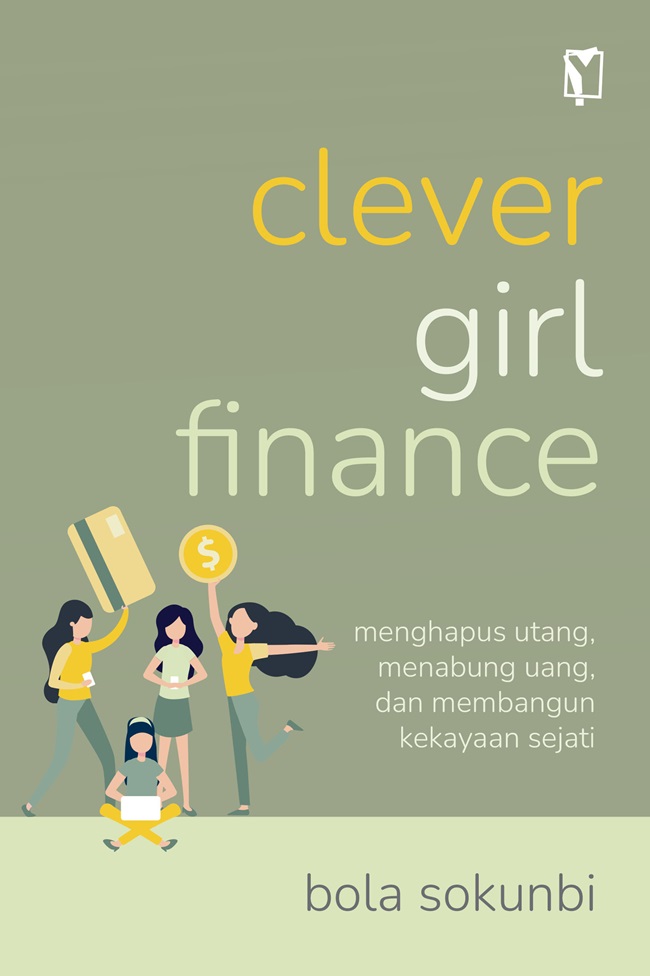 clever
girl
finance
$
menghapus utang,
menabung uang,
dan membangun
kekayaan sejati
bola sokunbi